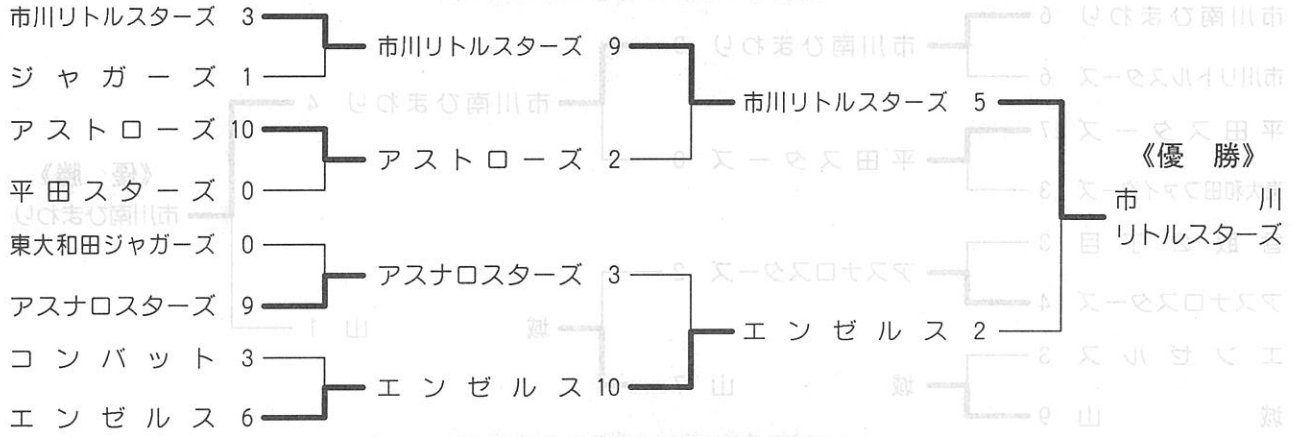 市川リトルスターズ 3
ジャガーズ 1
アストローズ 10
平田スターズ 0
東大和田ジャガーズ 0
アスナロスターズ 9
コンバット 3
エンゼルス 6
市川リトルスターズ 9
アストローズ 2
アスナロスターズ 3
エンゼルス 10
市川リトルスターズ 5
エンゼルス 2
《優 勝》
市 川
リトルスターズ